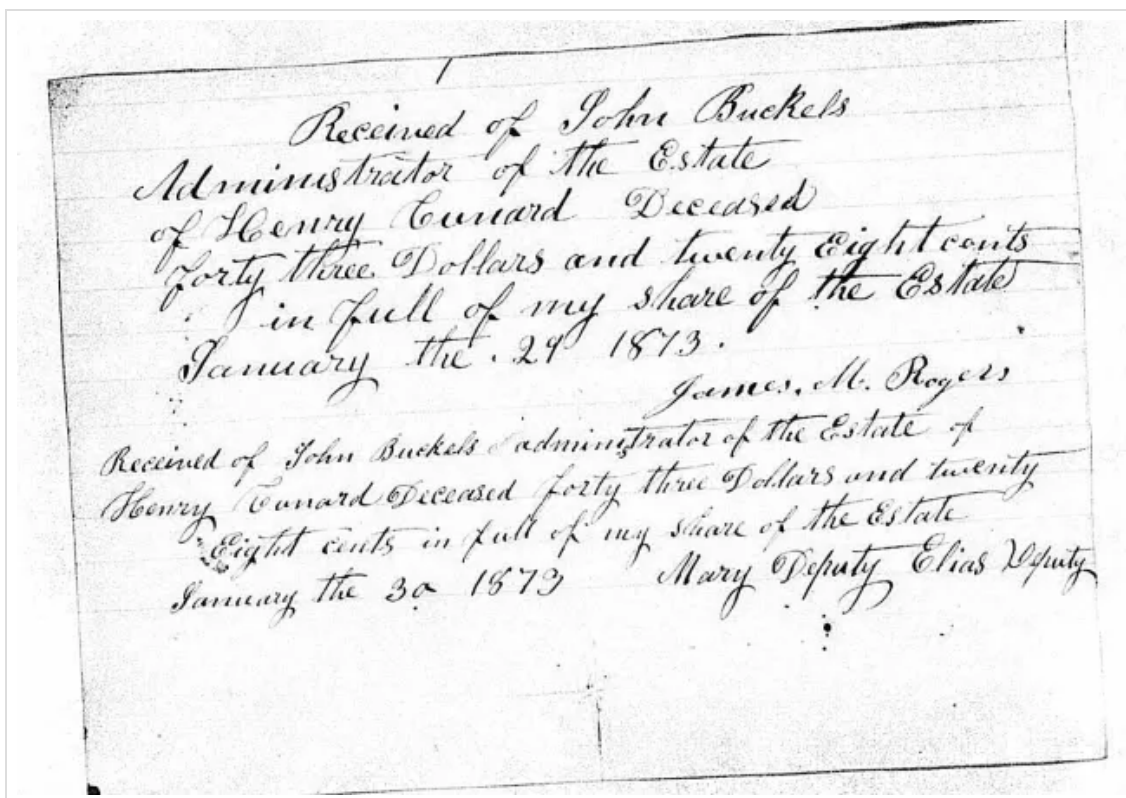 Received of John Buckels
Administrator of the Estate
of Henry Cunard Deceased
forty three Dollars and twenty Eight cents
in full of my share of the Estate
January the . 29 1873 .
James. M. Rogers
Received of John Buckels administrator of the Estate of
Henry Cunard Deceased forty three Dollars and twenty
Eight cents in full of my share of the Estate
January the 30 1873 Mary Deputy Elias Deputy